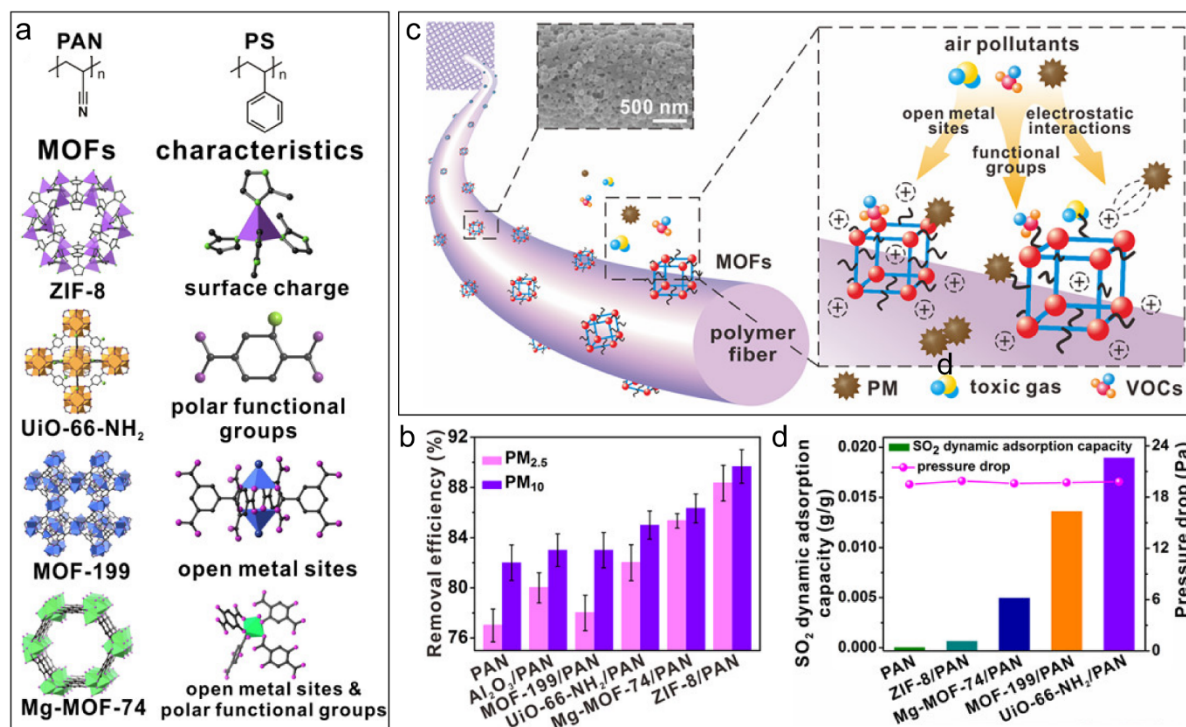 a
PAN
PS
n
n
N
MOFs
characteristics
ZIF-8
surface charge
UiO-66-NH₂
polar functional
groups
MOF-199
open metal sites
Mg-MOF-74
open metal sites &
polar functional groups
c
500 nm
MOFs
polymer
fiber
air pollutants
open metal
sites
electrostatic
interactions
functional
groups
+
+
+
+
+
+
+
+
+
d
PM
toxic gas
VOCs
b
Removal efficiency (%)
92
88
84
80
76
PM₂.₅
PM₁₀
PAN
Al₂O₃/PAN
MOF-199/PAN
UiO-66-NH₂/PAN
Mg-MOF-74/PAN
ZIF-8/PAN
d
SO₂ dynamic adsorption
capacity (g/g)
0.020
0.015
0.010
0.005
0.000
SO₂ dynamic adsorption capacity
pressure drop
24
18
12
6
0
Pressure drop (Pa)
PAN
ZIF-8/PAN
Mg-MOF-74/PAN
MOF-199/PAN
UiO-66-NH₂/PAN